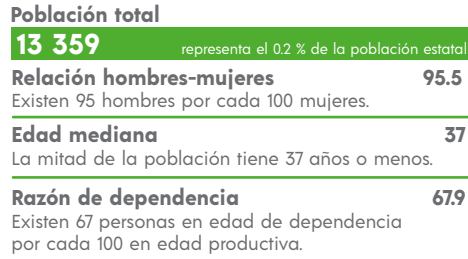 Población total
13 359 representa el 0.2 % de la población estatal
Relación hombres-mujeres 95.5
Existen 95 hombres por cada 100 mujeres.
Edad mediana 37
La mitad de la población tiene 37 años o menos.
Razón de dependencia 67.9
Existen 67 personas en edad de dependencia
por cada 100 en edad productiva.